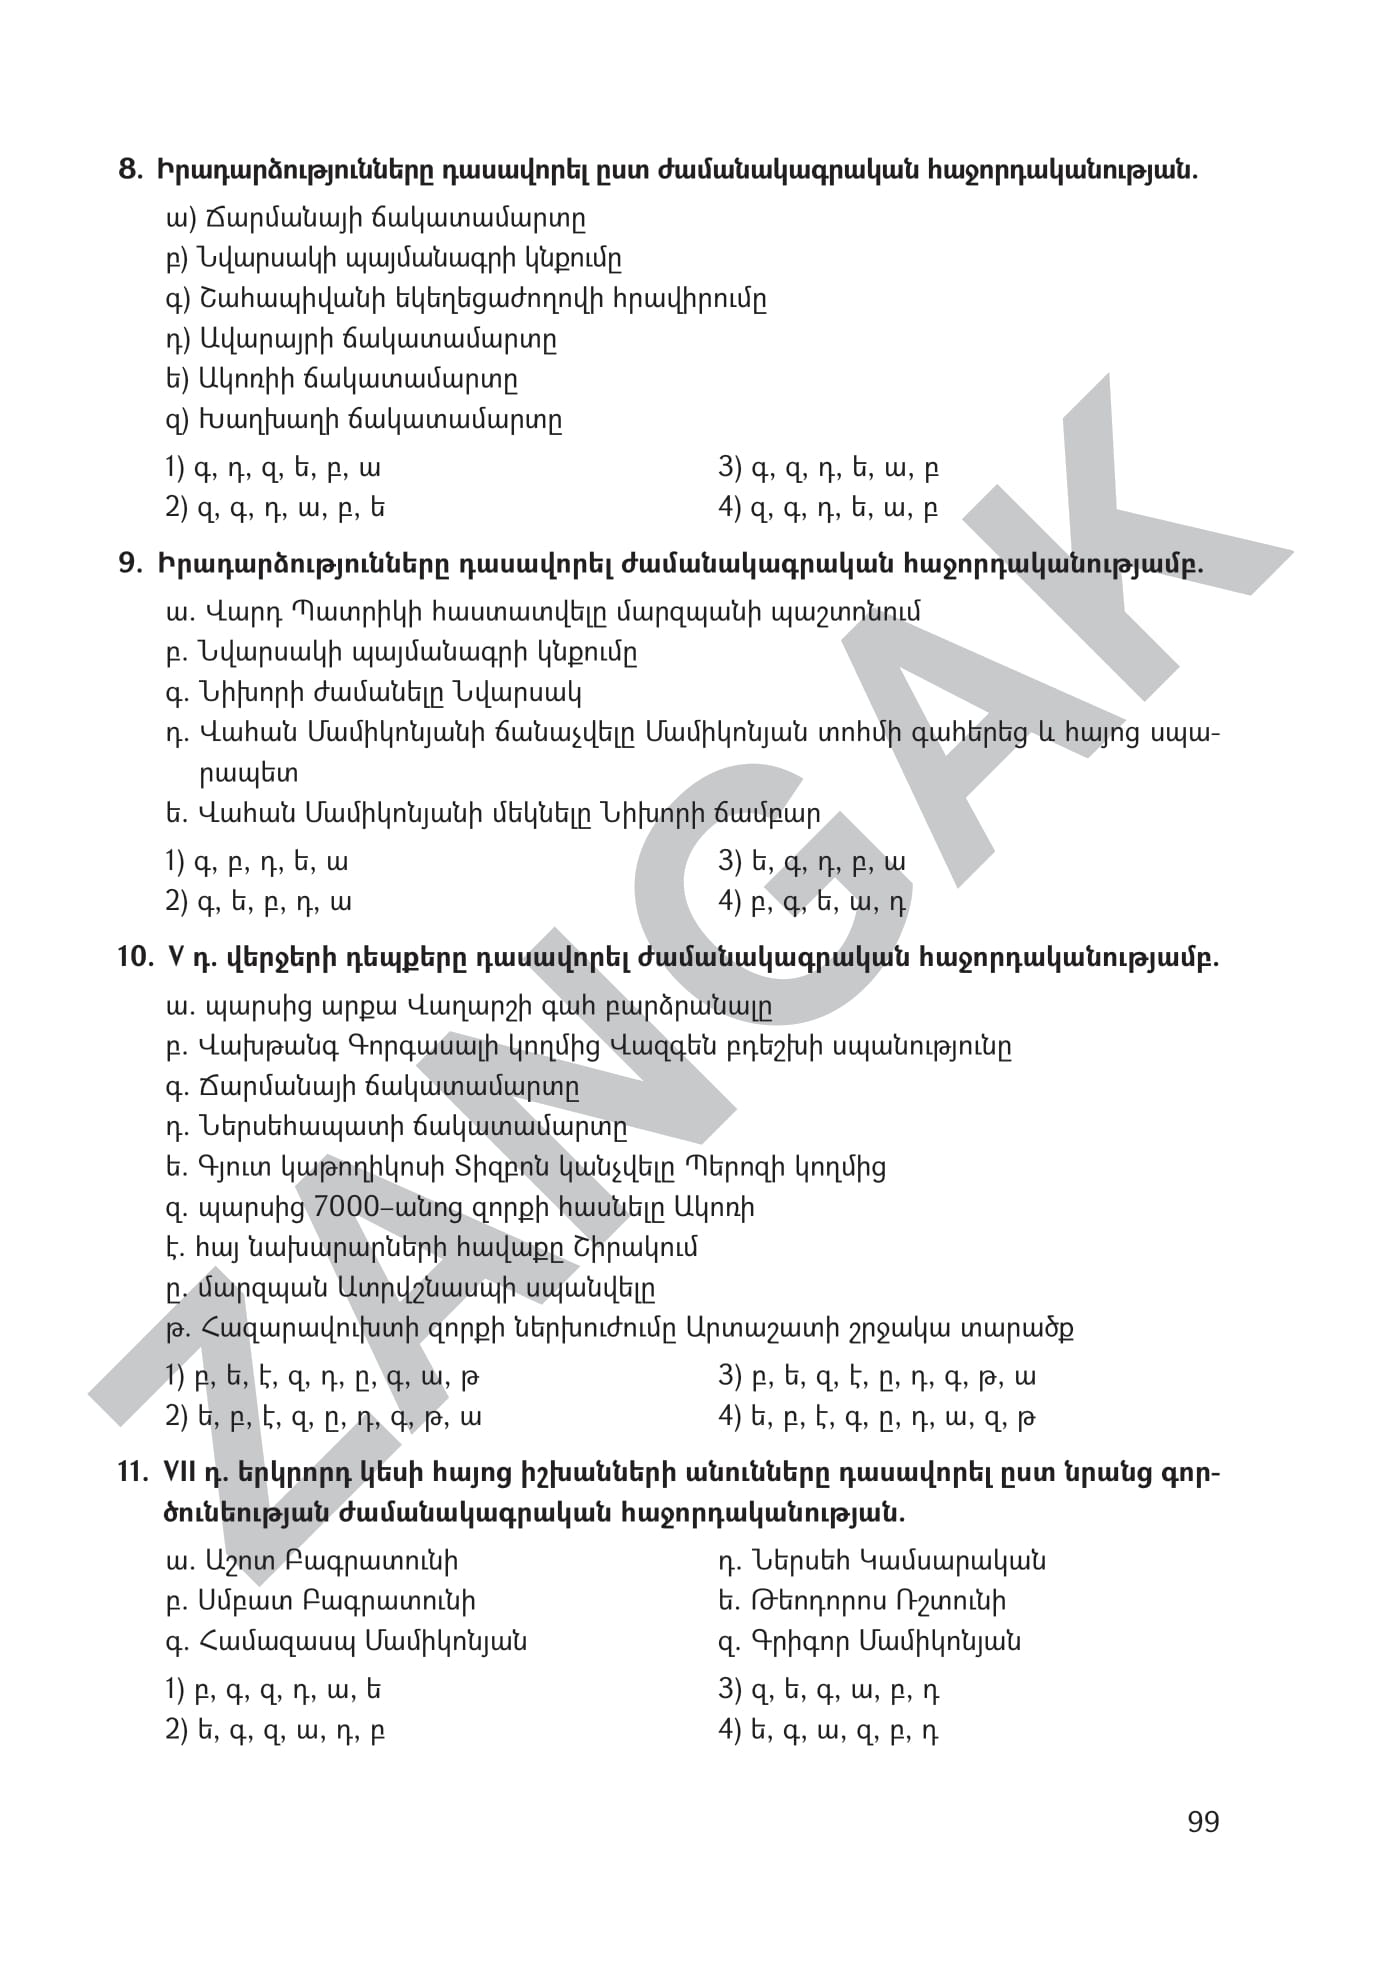 8. Իրադարձությունները դասավորել ըստ ժամանակագրական հաջորդականության.
ա) Ճարմանայի ճակատամարտը
բ) Նվարսակի պայմանագրի կնքումը
գ) Շահապիվանի եկեղեցաժողովի հրավիրումը
դ) Ավարայրի ճակատամարտը
ե) Ակոռիի ճակատամարտը
զ) Խաղխաղի ճակատամարտը
1) գ, դ, զ, ե, բ, ա
3) գ, զ, դ, ե, ա, բ
2) զ, գ, դ, ա, բ, ե
4) զ, գ, դ, ե, ա, բ
9. Իրադարձությունները դասավորել ժամանակագրական հաջորդականությամբ.
ա. Վարդ Պատրիկի հաստատվելը մարզպանի պաշտոնում
բ. Նվարսակի պայմանագրի կնքումը
գ. Նիխորի ժամանելը Նվարսակ
դ. Վահան Մամիկոնյանի ճանաչվելը Մամիկոնյան տոհմի գահերեց և հայոց սպա-
րապետ
ե. Վահան Մամիկոնյանի մեկնելը Նիխորի ճամբար
1) գ, բ, դ, ե, ա
3) ե, գ, դ, բ, ա
2) գ, ե, բ, դ, ա
4) բ, գ, ե, ա, դ
10. V դ. վերջերի դեպքերը դասավորել ժամանակագրական հաջորդականությամբ.
ա. պարսից արքա Վաղարշի գահ բարձրանալը
բ. Վախթանգ Գորգասալի կողմից Վազգեն բդեշխի սպանությունը
գ. Ճարմանայի ճակատամարտը
դ. Ներսեհապատի ճակատամարտը
ե. Գյուտ կաթողիկոսի Տիզբոն կանչվելը Պերոզի կողմից
զ. պարսից 7000–անոց զորքի հասնելը Ակոռի
է. հայ նախարարների հավաքը Շիրակում
ը. մարզպան Ատրվշնասպի սպանվելը
թ. Հազարավուխտի զորքի ներխուժումը Արտաշատի շրջակա տարածք
1) բ, ե, է, զ, դ, ը, գ, ա, թ
3) բ, ե, զ, է, ը, դ, գ, թ, ա
2) ե, բ, է, զ, ը, դ, գ, թ, ա
4) ե, բ, է, գ, ը, դ, ա, զ, թ
11. VII դ. երկրորդ կեսի հայոց իշխանների անունները դասավորել ըստ նրանց գոր-
ծունեության ժամանակագրական հաջորդականության.
ա. Աշոտ Բագրատունի
դ. Ներսեհ Կամսարական
բ. Սմբատ Բագրատունի
ե. Թեոդորոս Ռշտունի
գ. Համազասպ Մամիկոնյան
զ. Գրիգոր Մամիկոնյան
1) բ, գ, զ, դ, ա, ե
3) զ, ե, գ, ա, բ, դ
2) ե, գ, զ, ա, դ, բ
4) ե, գ, ա, զ, բ, դ
99
ZANGAK